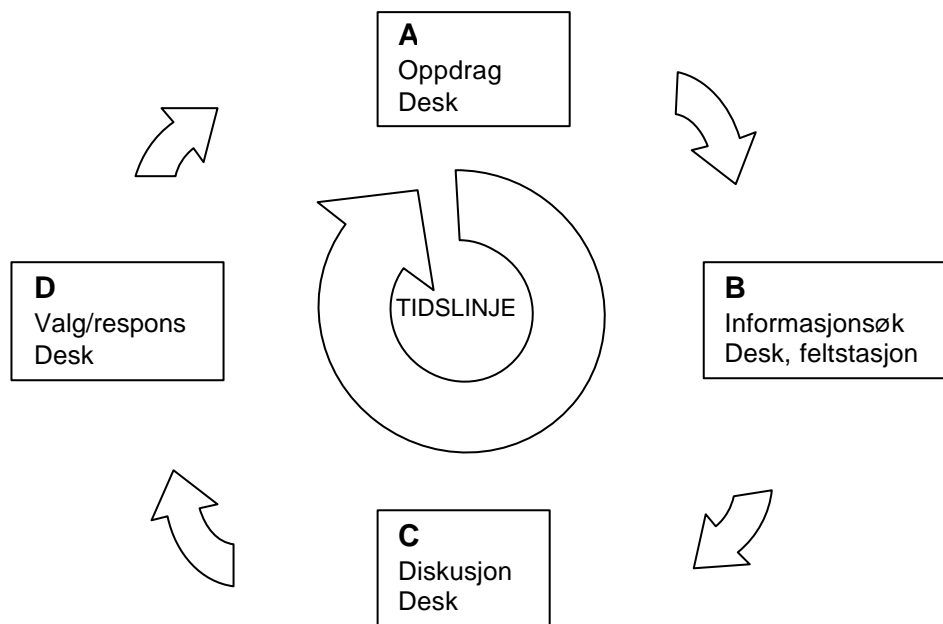 A
Oppdrag
Desk
B
Informasjonsøk
Desk, feltstasjon
C
Diskusjon
Desk
D
Valg/respons
Desk
TIDSLINJE